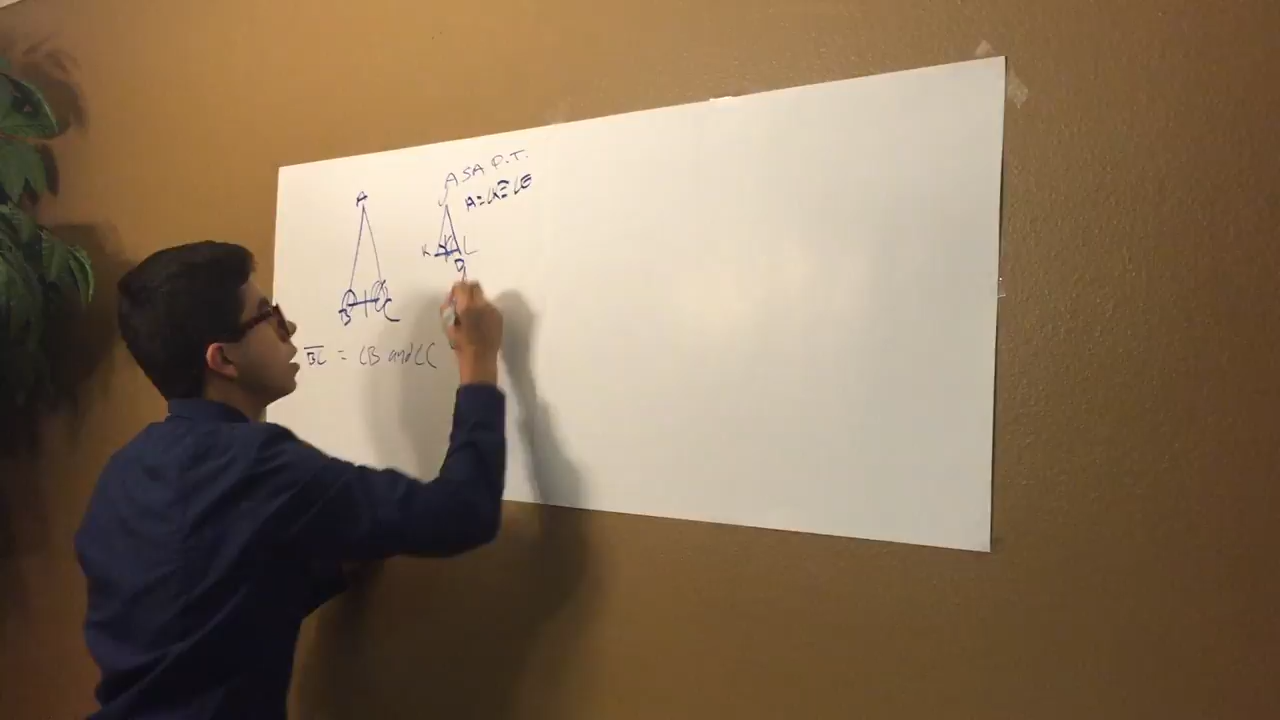 ASA P.T.
A
K L
B C
BC = ∠B and ∠C